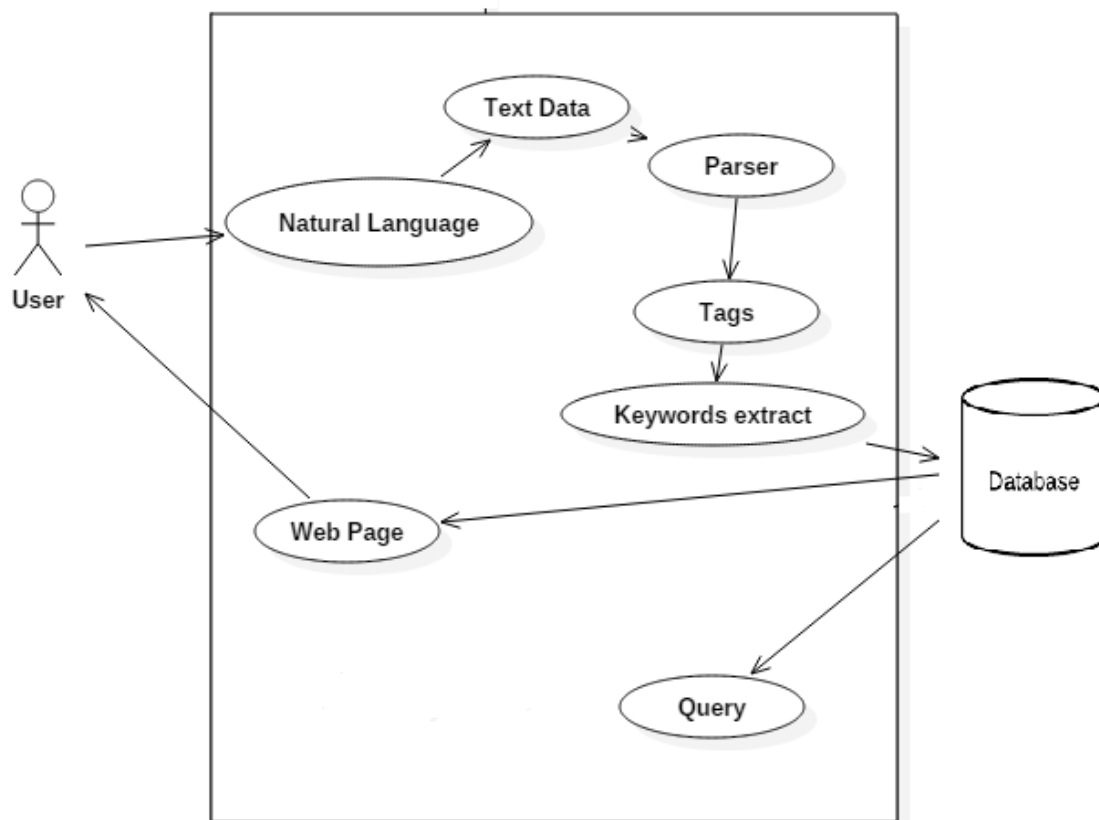 Text Data
Parser
Natural Language
User
Tags
Keywords extract
Database
Web Page
Query